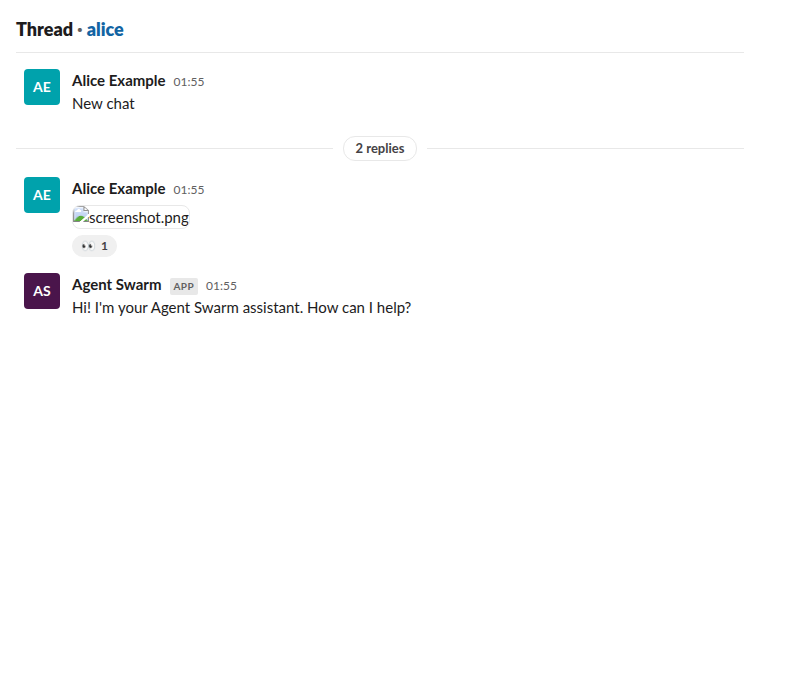 Thread • alice
AE
Alice Example 01:55
New chat
2 replies
AE
Alice Example 01:55
screenshot.png
👀 1
AS
Agent Swarm APP 01:55
Hi! I'm your Agent Swarm assistant. How can I help?